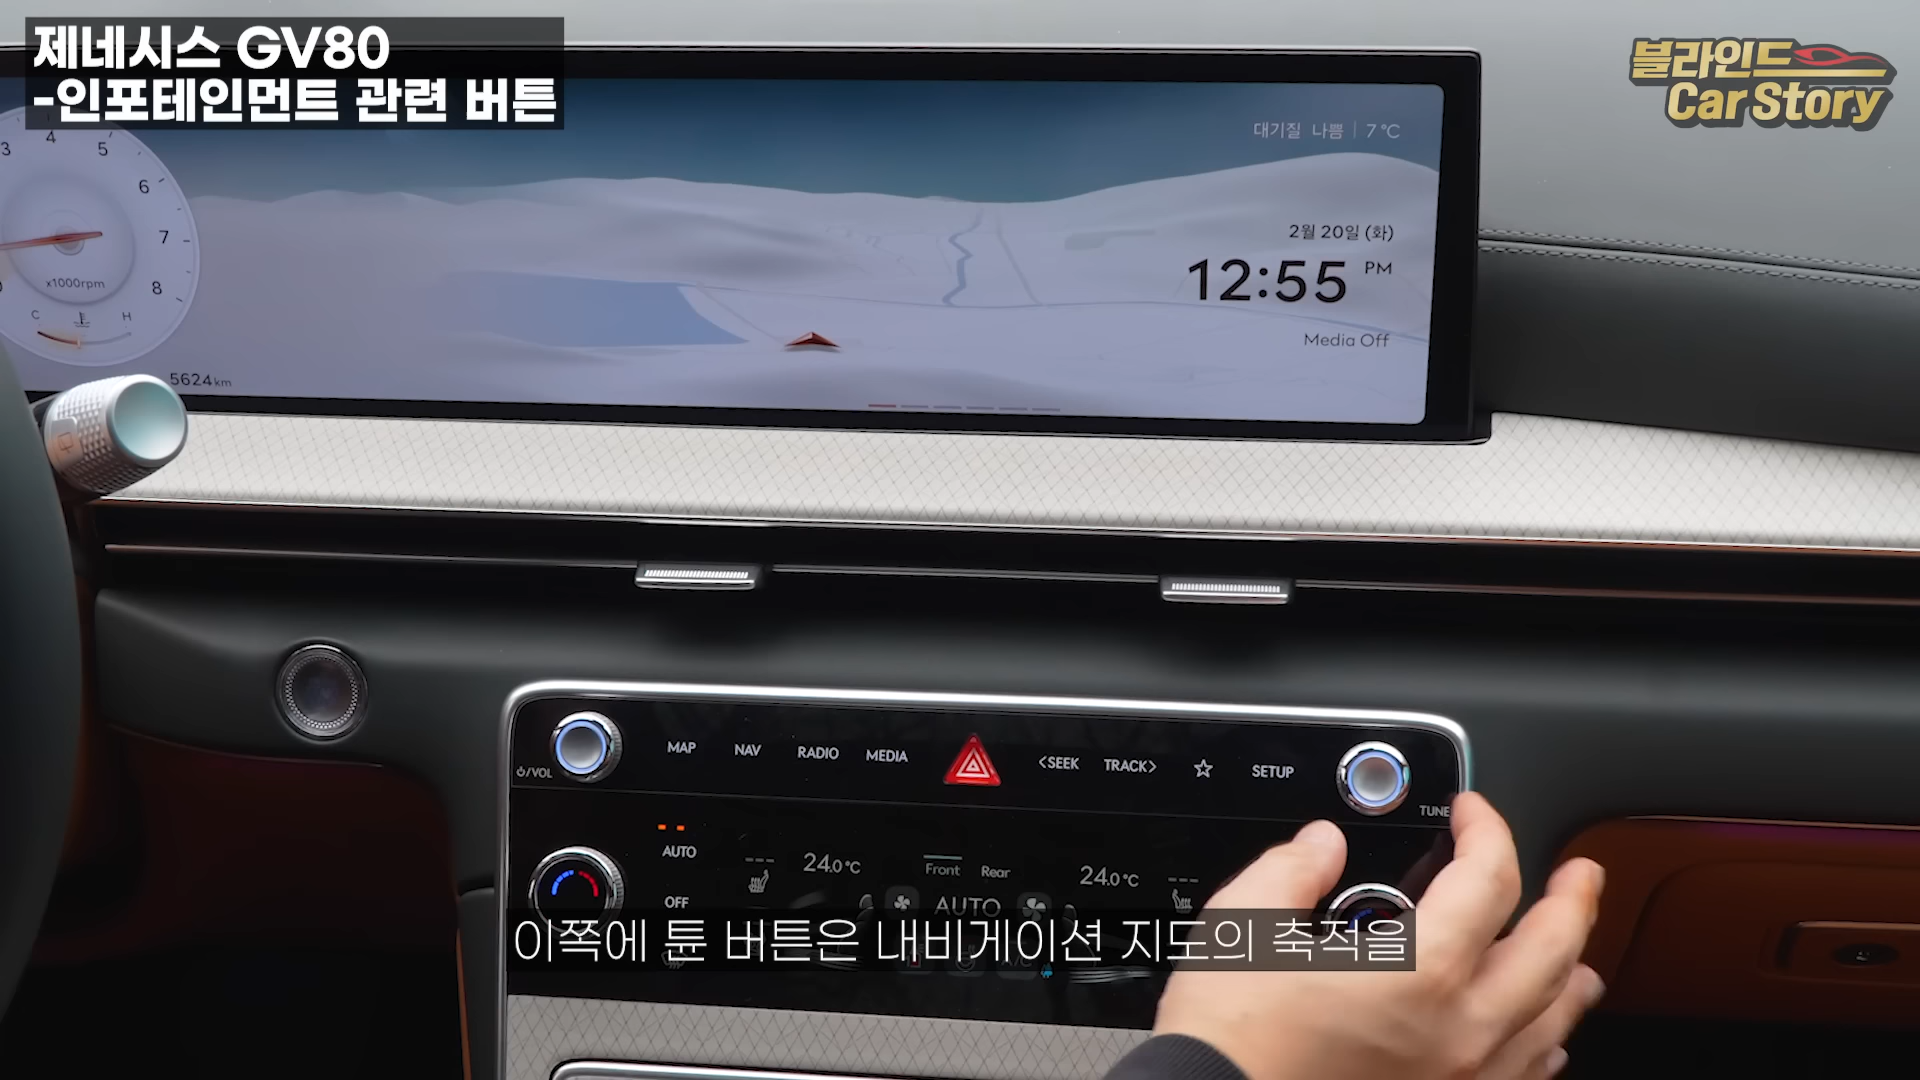 제네시스 GV80
-인포테인먼트 관련 버튼
블라인드
Car Story
대기질 나쁨 | 7 °C
2월 20일 (화)
12:55 PM
Media Off
3 4 5 6 7 8
x1000rpm
C H
5624 km
/VOL MAP NAV RADIO MEDIA <SEEK TRACK> ☆ SETUP TUNE
AUTO 24.0 °C Front Rear 24.0 °C
OFF AUTO
이쪽에 튠 버튼은 내비게이션 지도의 축적을